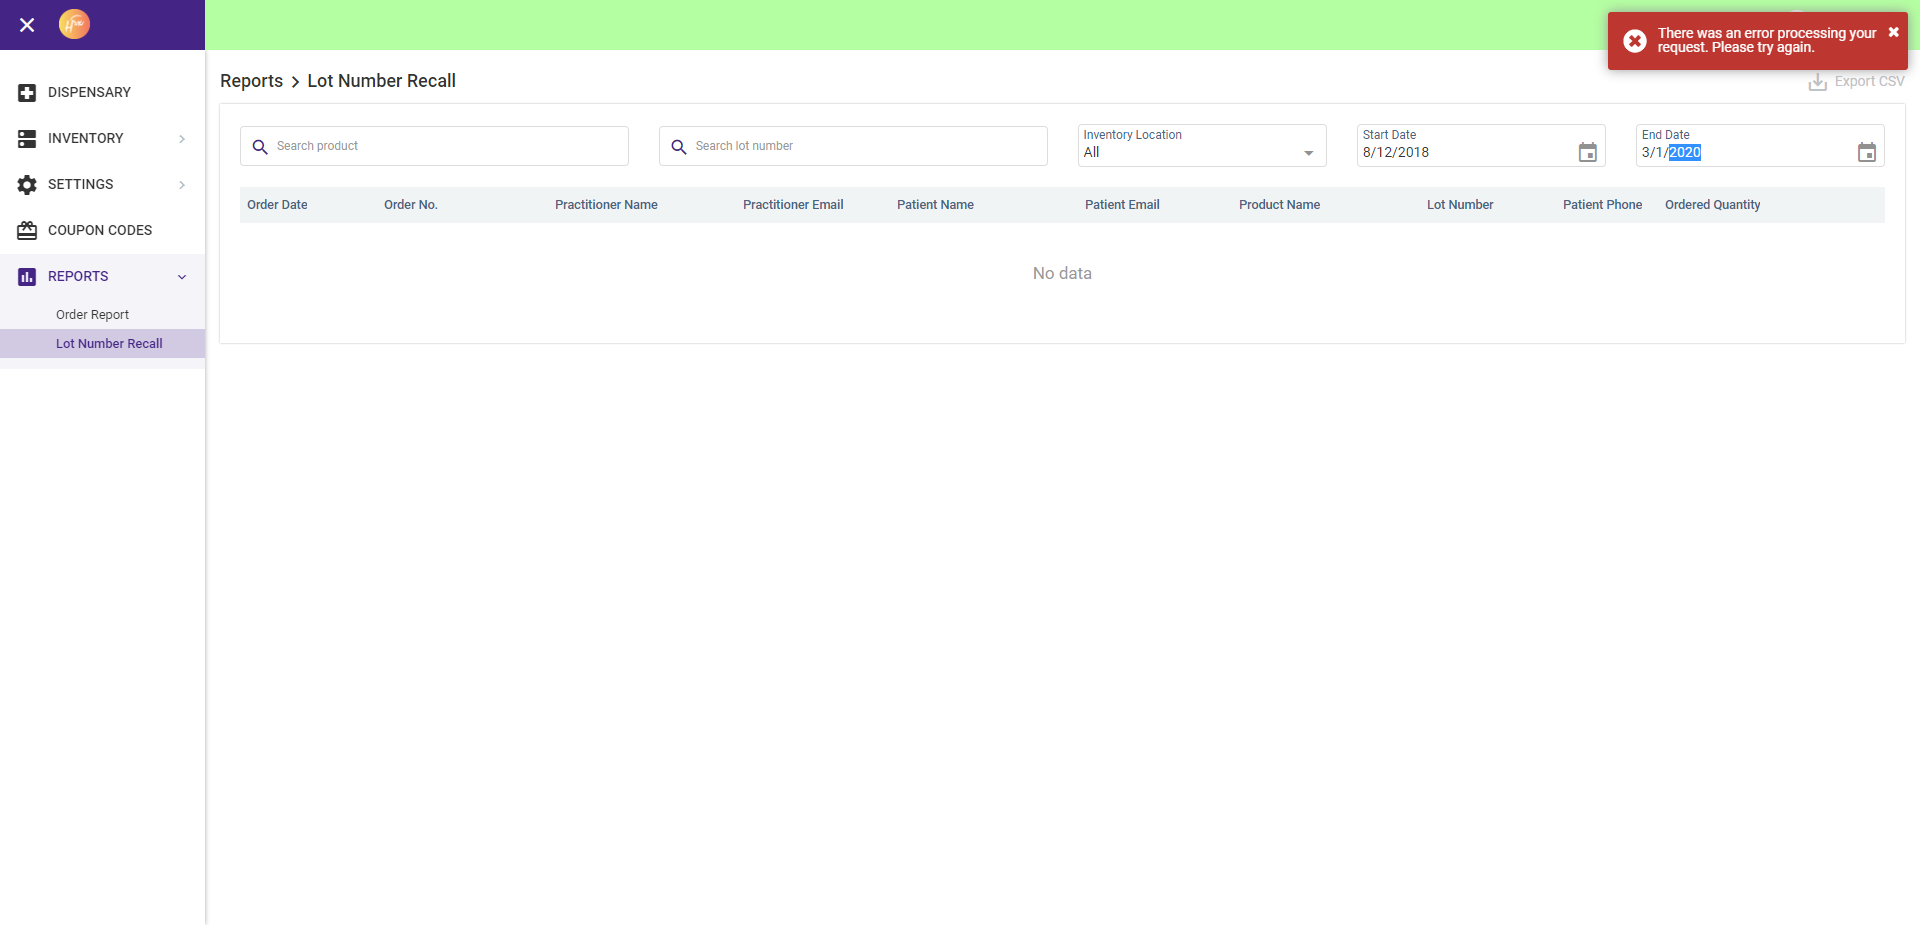 There was an error processing your
request. Please try again.
DISPENSARY
INVENTORY
SETTINGS
COUPON CODES
REPORTS
Order Report
Lot Number Recall
Reports > Lot Number Recall
Export CSV
Search product
Search lot number
Inventory Location
All
Start Date
8/12/2018
End Date
3/1/2020
Order Date Order No. Practitioner Name Practitioner Email Patient Name Patient Email Product Name Lot Number Patient Phone Ordered Quantity
No data